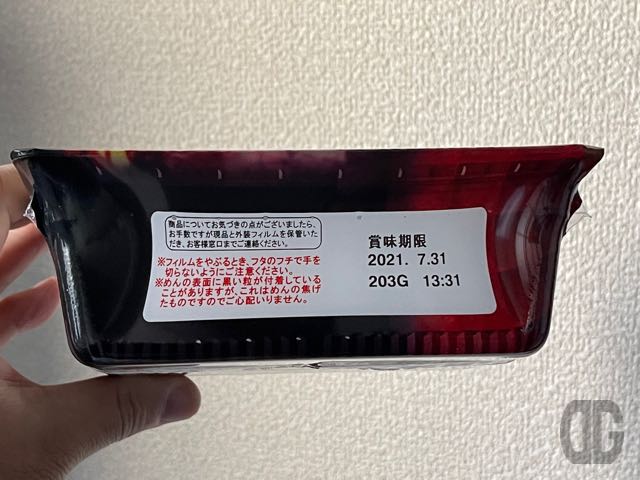 商品についてお気づきの点がございましたら、
お手数ですが現品と外装フィルムを保管いた
だき、お客様窓口までご連絡ください。
※フィルムをやぶるとき、フタのフチで手を
切らないようにご注意ください。
※めんの表面に黒い粒が付着している
ことがありますが、これはめんの焦げ
たものですのでご心配いりません。
賞味期限
2021. 7.31
203G 13:31
DG